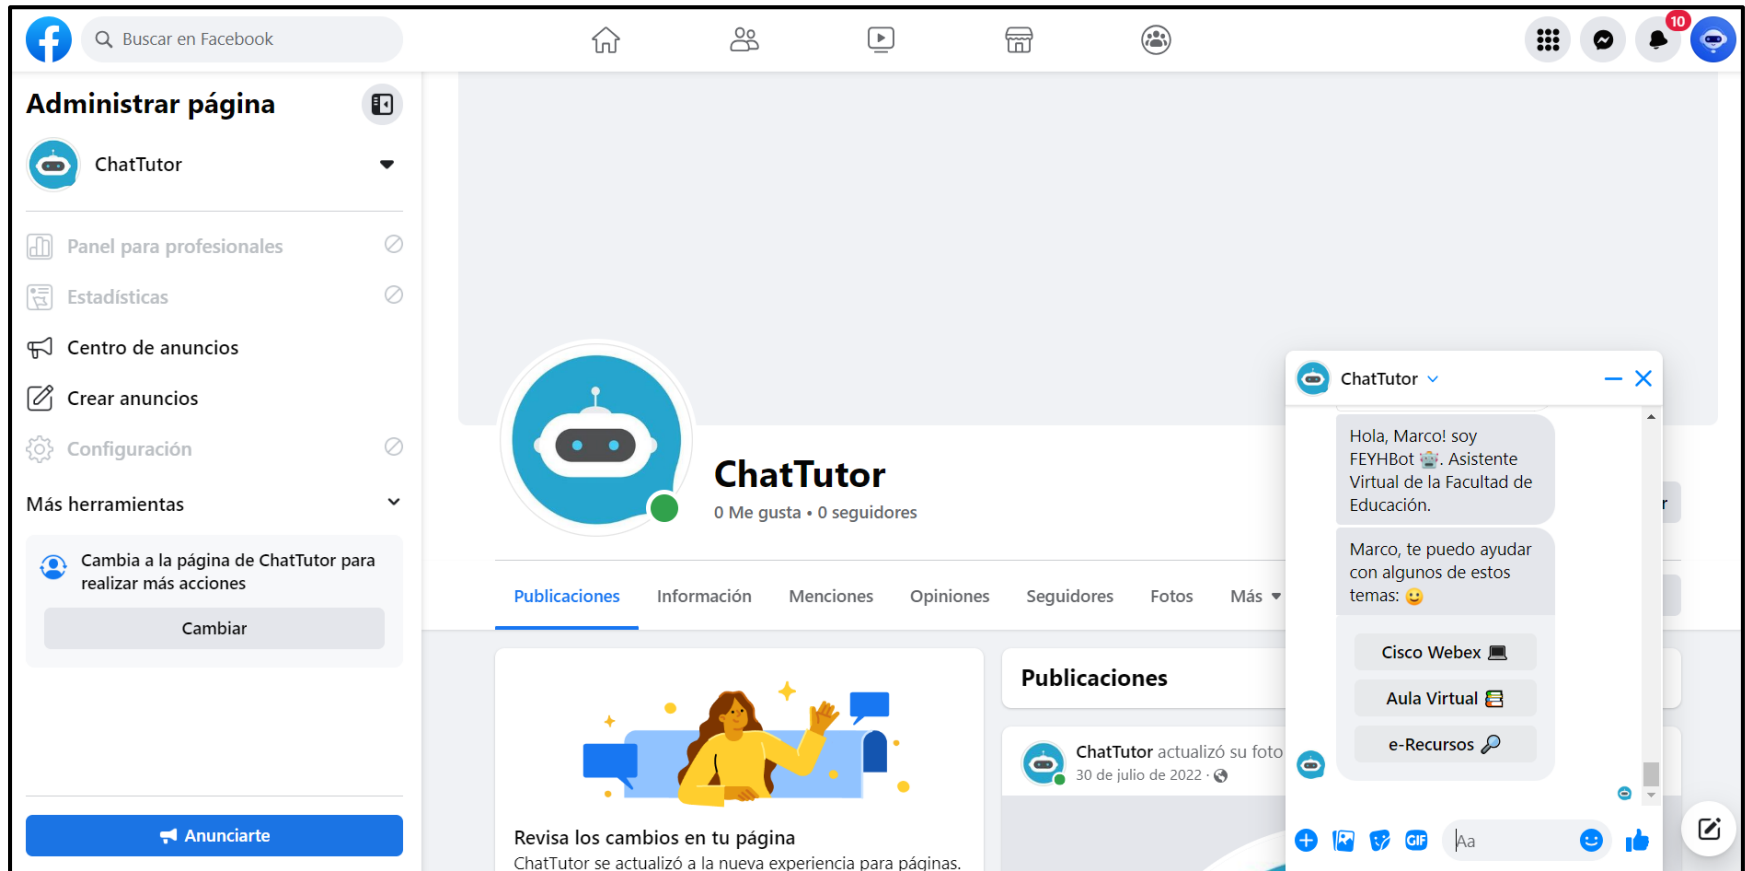 Buscar en Facebook
10
Administrar página
ChatTutor
Panel para profesionales
Estadísticas
Centro de anuncios
Crear anuncios
Configuración
Más herramientas
Cambia a la página de ChatTutor para
realizar más acciones
Cambiar
Anunciarte
ChatTutor
0 Me gusta • 0 seguidores
Publicaciones Información Menciones Opiniones Seguidores Fotos Más
Revisa los cambios en tu página
ChatTutor se actualizó a la nueva experiencia para páginas.
Publicaciones
ChatTutor actualizó su foto
30 de julio de 2022 ·
ChatTutor
Hola, Marco! soy
FEYHBot 🤖. Asistente
Virtual de la Facultad de
Educación.
Marco, te puedo ayudar
con algunos de estos
temas: 😉
Cisco Webex 💻
Aula Virtual 📚
e-Recursos 🔎
GIF
Aa